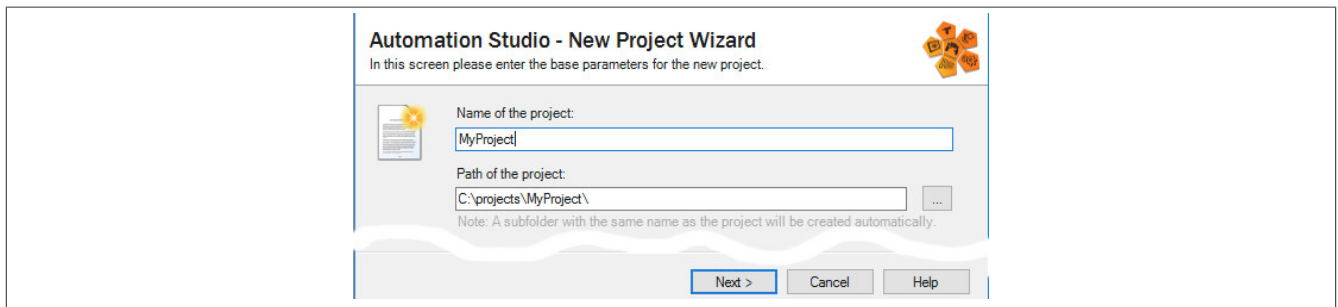 Automation Studio - New Project Wizard
In this screen please enter the base parameters for the new project.
Name of the project:
MyProject
Path of the project:
C:\projects\MyProject\
...
Note: A subfolder with the same name as the project will be created automatically.
Next >
Cancel
Help